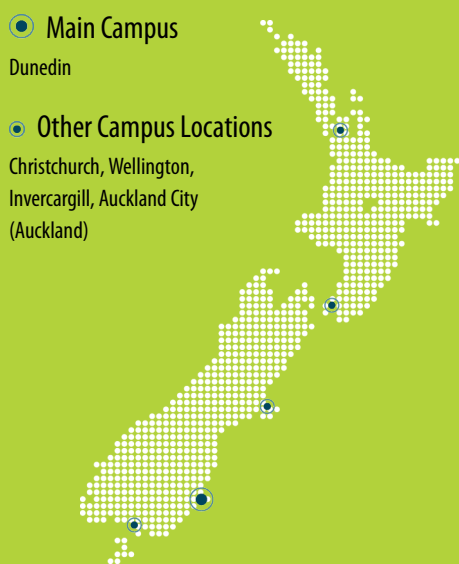 Main Campus
Dunedin
Other Campus Locations
Christchurch, Wellington,
Invercargill, Auckland City
(Auckland)